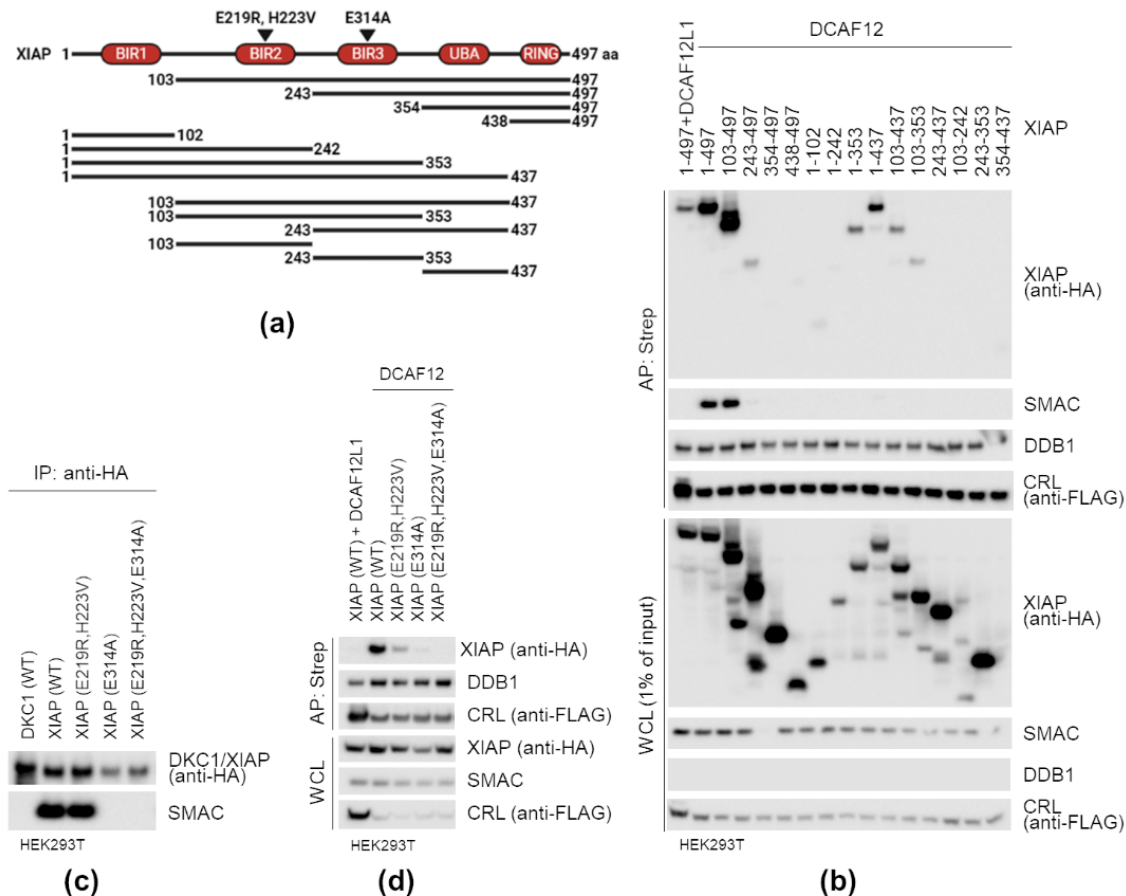 E219R, H223V E314A
XIAP 1 BIR1 BIR2 BIR3 UBA RING 497 aa
103 497
243 497
354 497
438 497
1 102
1 242
1 353
1 437
103 437
103 353
243 437
103
243 353
437
(a)
DCAF12
1-497+DCAF12L1
1-497
103-497
243-497
354-497
438-497
1-102
1-242
1-353
1-437
103-437
103-353
243-437
103-242
243-353
354-437
XIAP
AP: Strep
XIAP
(anti-HA)
SMAC
DDB1
CRL
(anti-FLAG)
WCL (1% of input)
XIAP
(anti-HA)
SMAC
DDB1
CRL
(anti-FLAG)
HEK293T
(b)
IP: anti-HA
DKC1 (WT)
XIAP (WT)
XIAP (E219R,H223V)
XIAP (E314A)
XIAP (E219R,H223V,E314A)
DKC1/XIAP
(anti-HA)
SMAC
HEK293T
(c)
DCAF12
XIAP (WT) + DCAF12L1
XIAP (WT)
XIAP (E219R,H223V)
XIAP (E314A)
XIAP (E219R,H223V,E314A)
AP: Strep
XIAP (anti-HA)
DDB1
CRL (anti-FLAG)
WCL
XIAP (anti-HA)
SMAC
CRL (anti-FLAG)
HEK293T
(d)